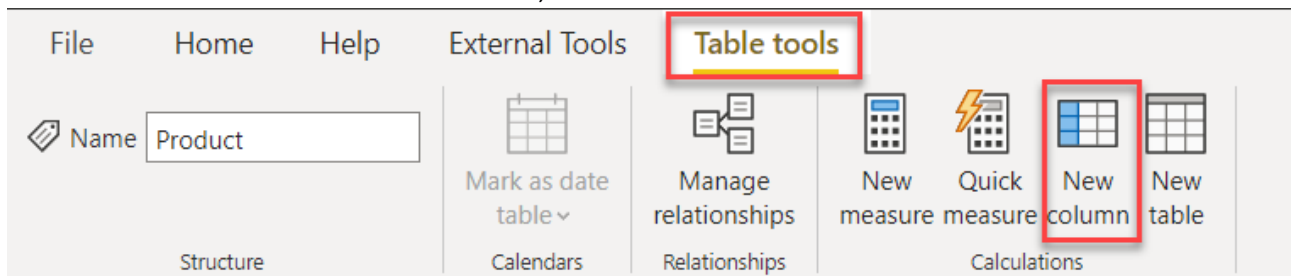 File Home Help External Tools Table tools
Name Product
Mark as date table
Manage relationships
New measure
Quick measure
New column
New table
Structure Calendars Relationships Calculations